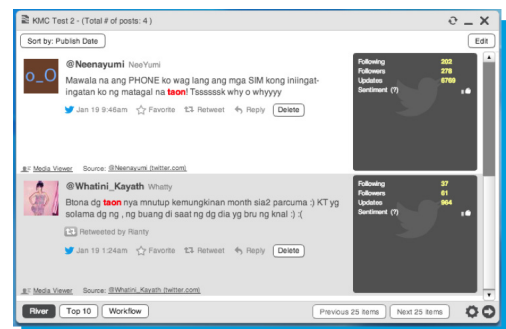 KMC Test 2 - (Total # of posts: 4 )
Sort by: Publish Date
Edit
o_O
@Neenayumi NeeYumi
Mawala na ang PHONE ko wag lang ang mga SIM kong iniingat-
ingatan ko ng matagal na taon! Tsssssssk why o whyyyy
Jan 19 9:46am Favorite Retweet Reply Delete
Following 202
Followers 278
Updates 6769
Sentiment (?)
Media Viewer Source: @Neenayumi (twitter.com)
@Whatini_Kayath Whatty
Btona dg taon nya mnutup kemungkinan month sia2 parcuma :) KT yg
solama dg ng , ng buang di saat ng dg dia yg bru ng knal :) :(
Retweeted by Rianty
Jan 19 1:24am Favorite Retweet Reply Delete
Following 37
Followers 61
Updates 964
Sentiment (?)
Media Viewer Source: @Whatini_Kayath (twitter.com)
River Top 10 Workflow Previous 25 items Next 25 items